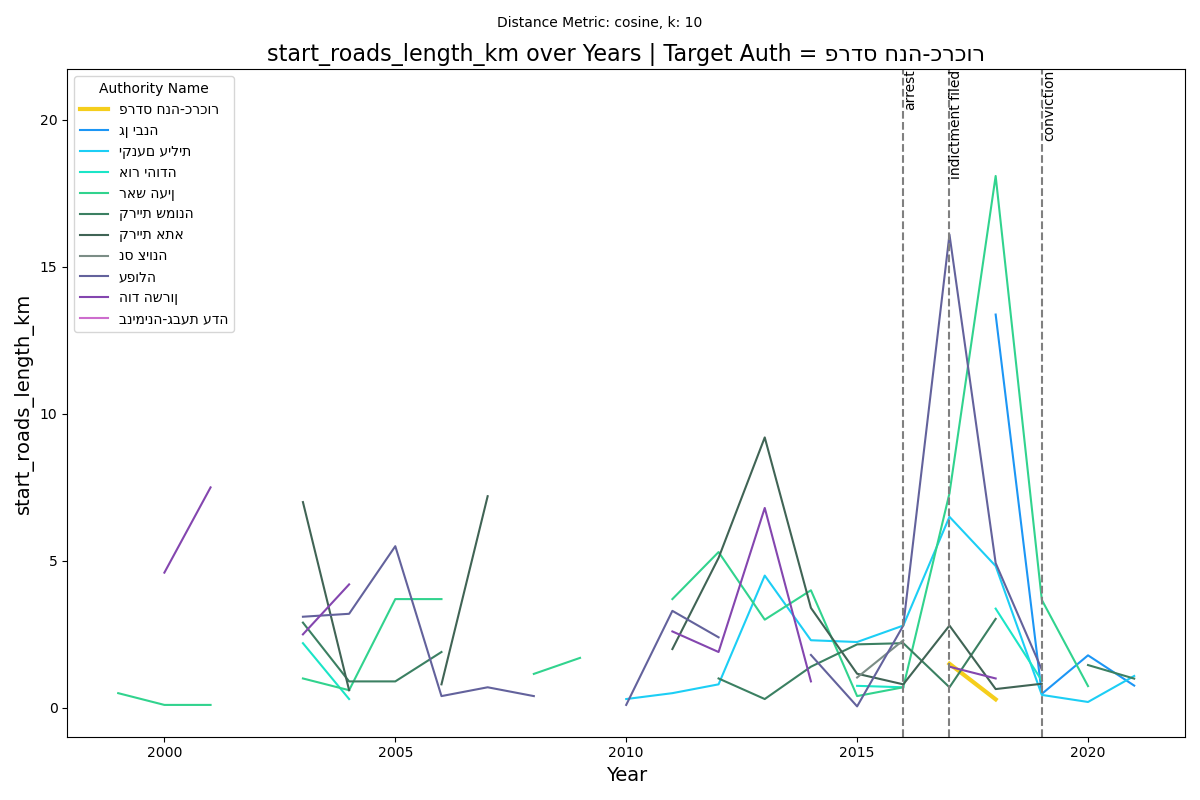 Distance Metric: cosine, k: 10
start_roads_length_km over Years | Target Auth = פרדס חנה-כרכור
Authority Name
פרדס חנה-כרכור
גן יבנה
יקנעם עילית
אור יהודה
ראש העין
קריית שמונה
קריית אתא
נס ציונה
עפולה
הוד השרון
בנימינה-גבעת עדה
arrest
indictment filed
conviction
start_roads_length_km
20
15
10
5
0
2000
2005
2010
2015
2020
Year